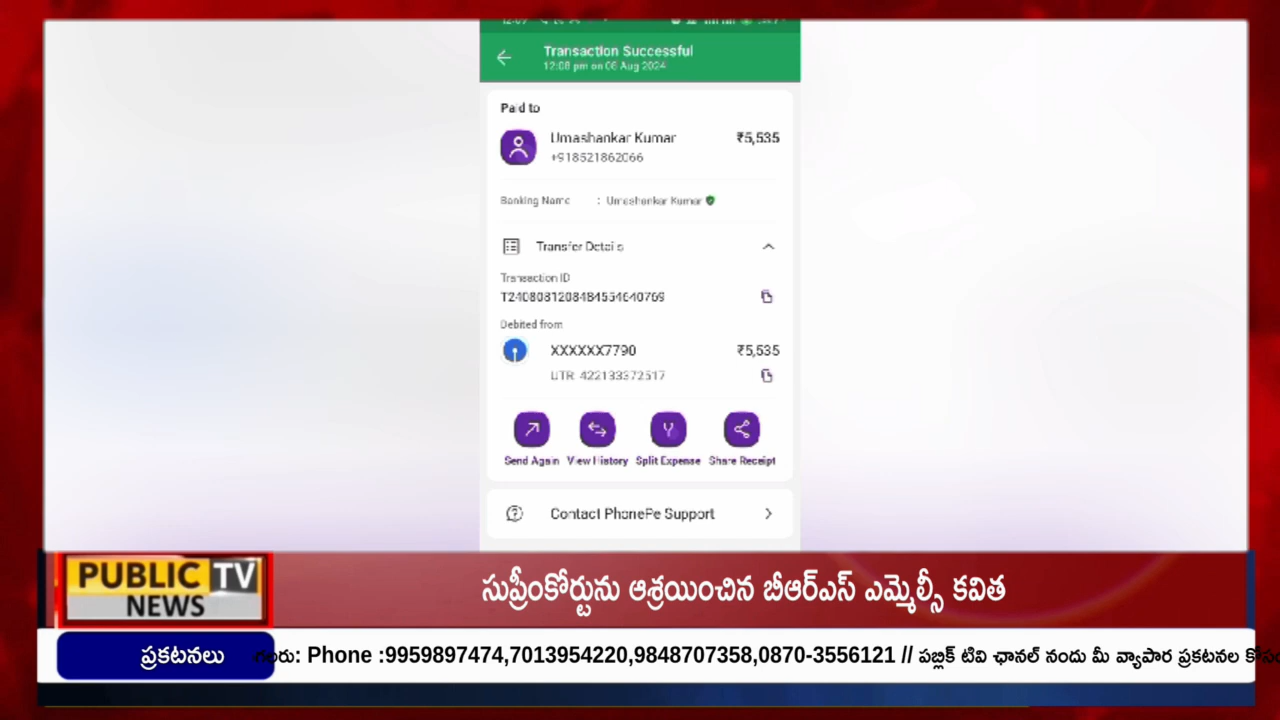 Transaction Successful
12:08 pm on 08 Aug 2024
Paid to
Umashankar Kumar ₹5,535
+918521862066
Banking Name : Umashankar Kumar
Transfer Details
Transaction ID
T2408081208484554640769
Debited from
XXXXXX7790 ₹5,535
UTR: 422133372517
Send Again View History Split Expense Share Receipt
Contact PhonePe Support
PUBLIC TV
NEWS
సుప్రీంకోర్టును ఆశ్రయించిన బీఆర్ఎస్ ఎమ్మెల్సీ కవిత
ప్రకటనలు
Phone :9959897474,7013954220,9848707358,0870-3556121 // పబ్లిక్ టివి ఛానల్ నందు మీ వ్యాపార ప్రకటనల కోసం